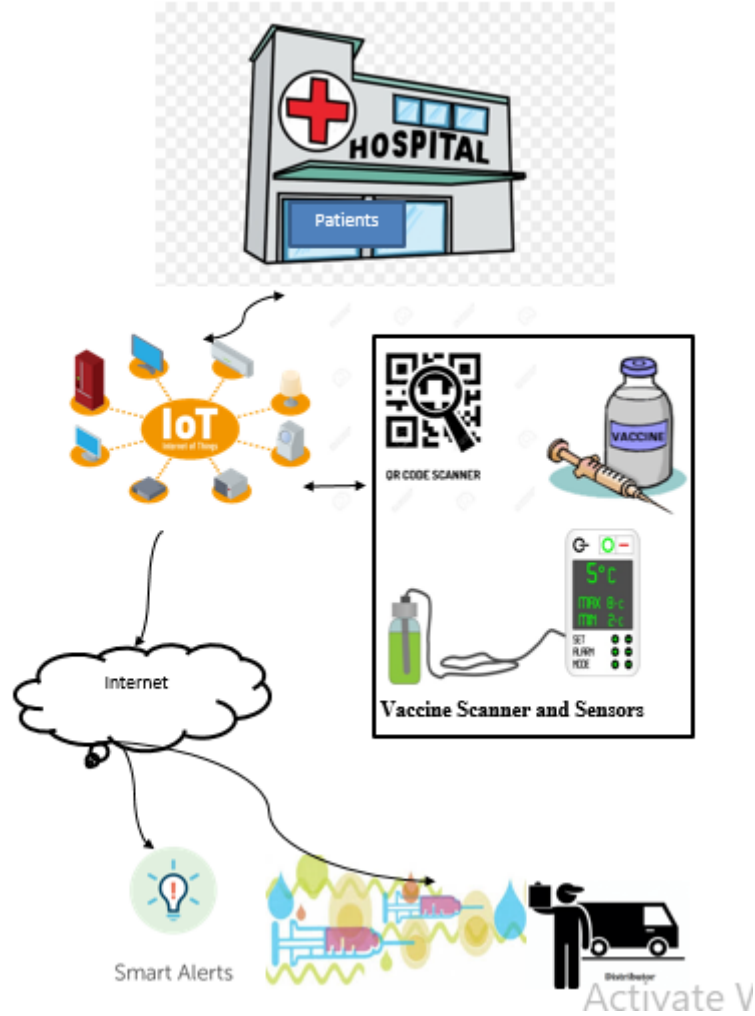 HOSPITAL
Patients
IoT
Internet of Things
QR CODE SCANNER
VACCINE
5°C
MAX 8°C
MIN 2°C
SET
ALARM
MODE
Vaccine Scanner and Sensors
Internet
Smart Alerts
Distributor
Activate W